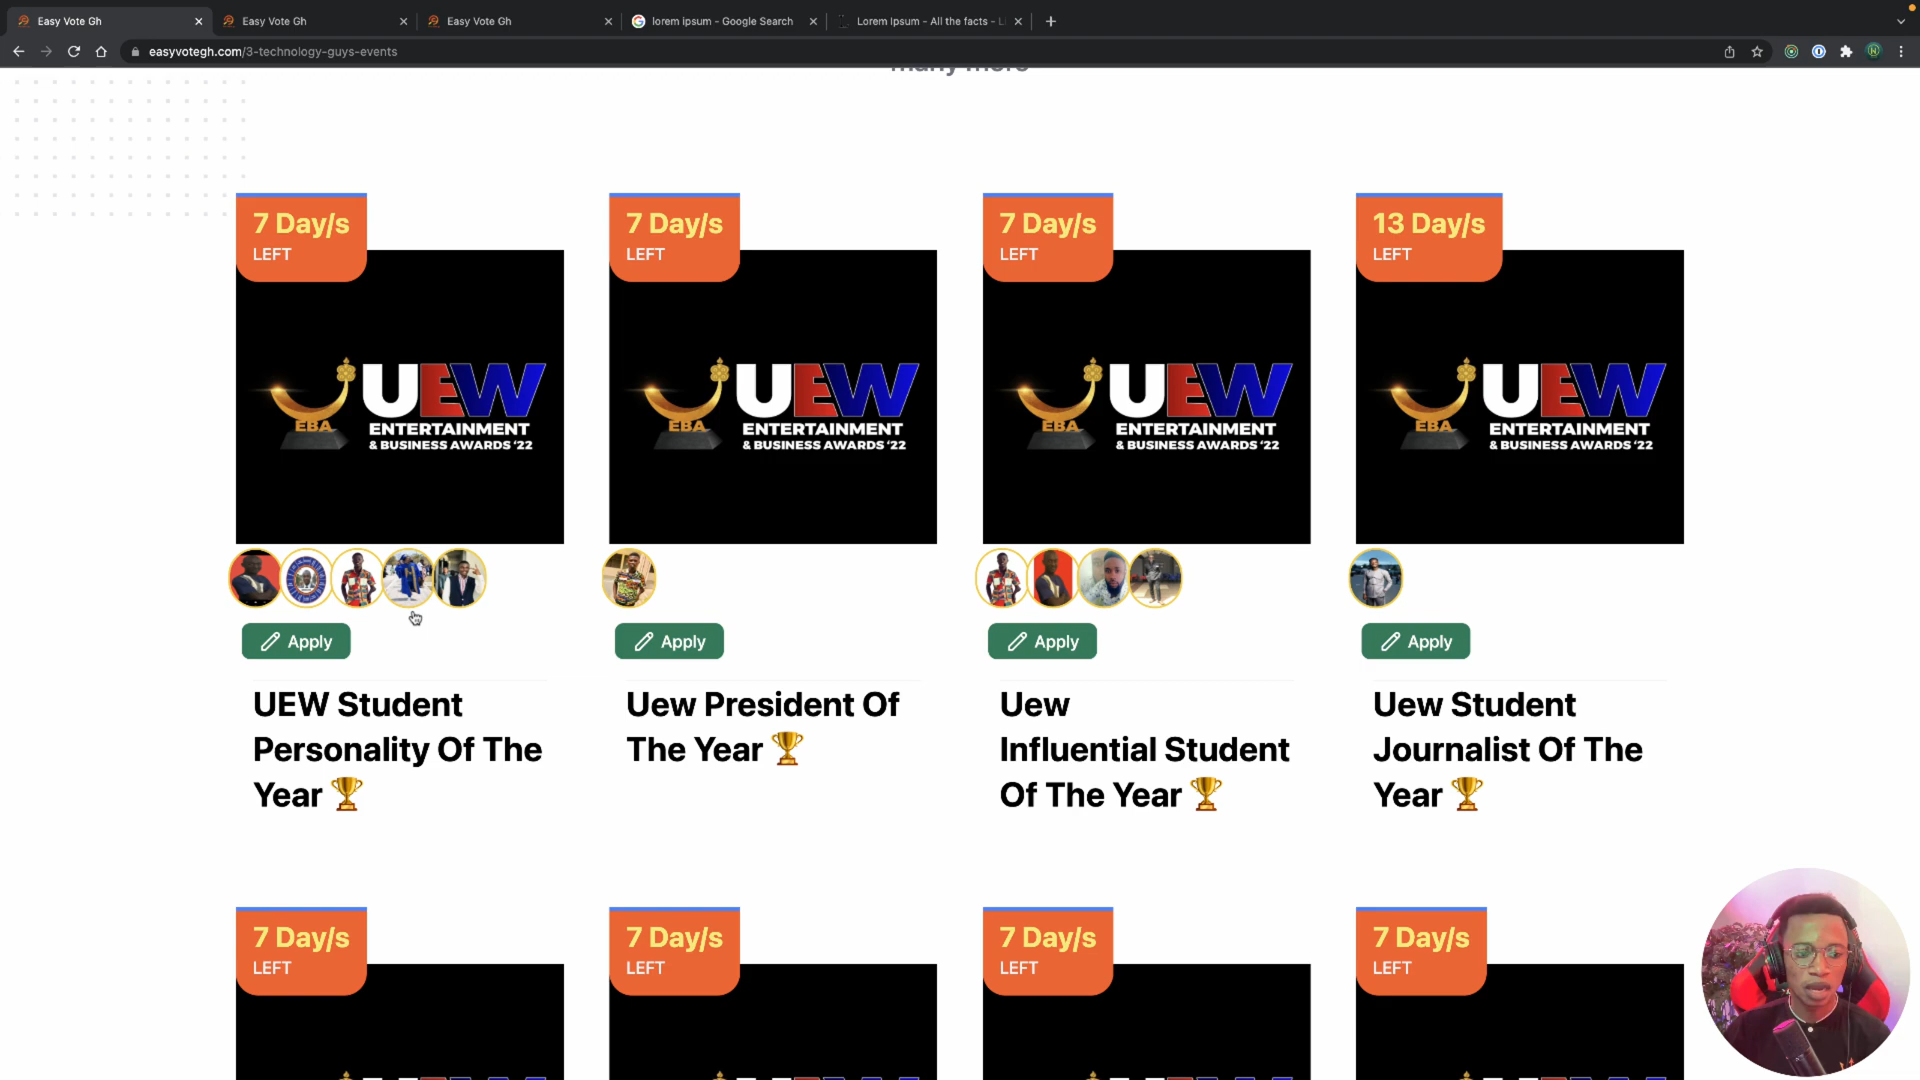 Easy Vote Gh
Easy Vote Gh
Easy Vote Gh
lorem ipsum - Google Search
Lorem Ipsum - All the facts - Li
easyvotegh.com/3-technology-guys-events
many more
7 Day/s
LEFT
7 Day/s
LEFT
7 Day/s
LEFT
13 Day/s
LEFT
EBA
UEW
ENTERTAINMENT
& BUSINESS AWARDS '22
EBA
UEW
ENTERTAINMENT
& BUSINESS AWARDS '22
EBA
UEW
ENTERTAINMENT
& BUSINESS AWARDS '22
EBA
UEW
ENTERTAINMENT
& BUSINESS AWARDS '22
Apply
Apply
Apply
Apply
UEW Student
Personality Of The
Year 🏆
Uew President Of
The Year 🏆
Uew
Influential Student
Of The Year 🏆
Uew Student
Journalist Of The
Year 🏆
7 Day/s
LEFT
7 Day/s
LEFT
7 Day/s
LEFT
7 Day/s
LEFT